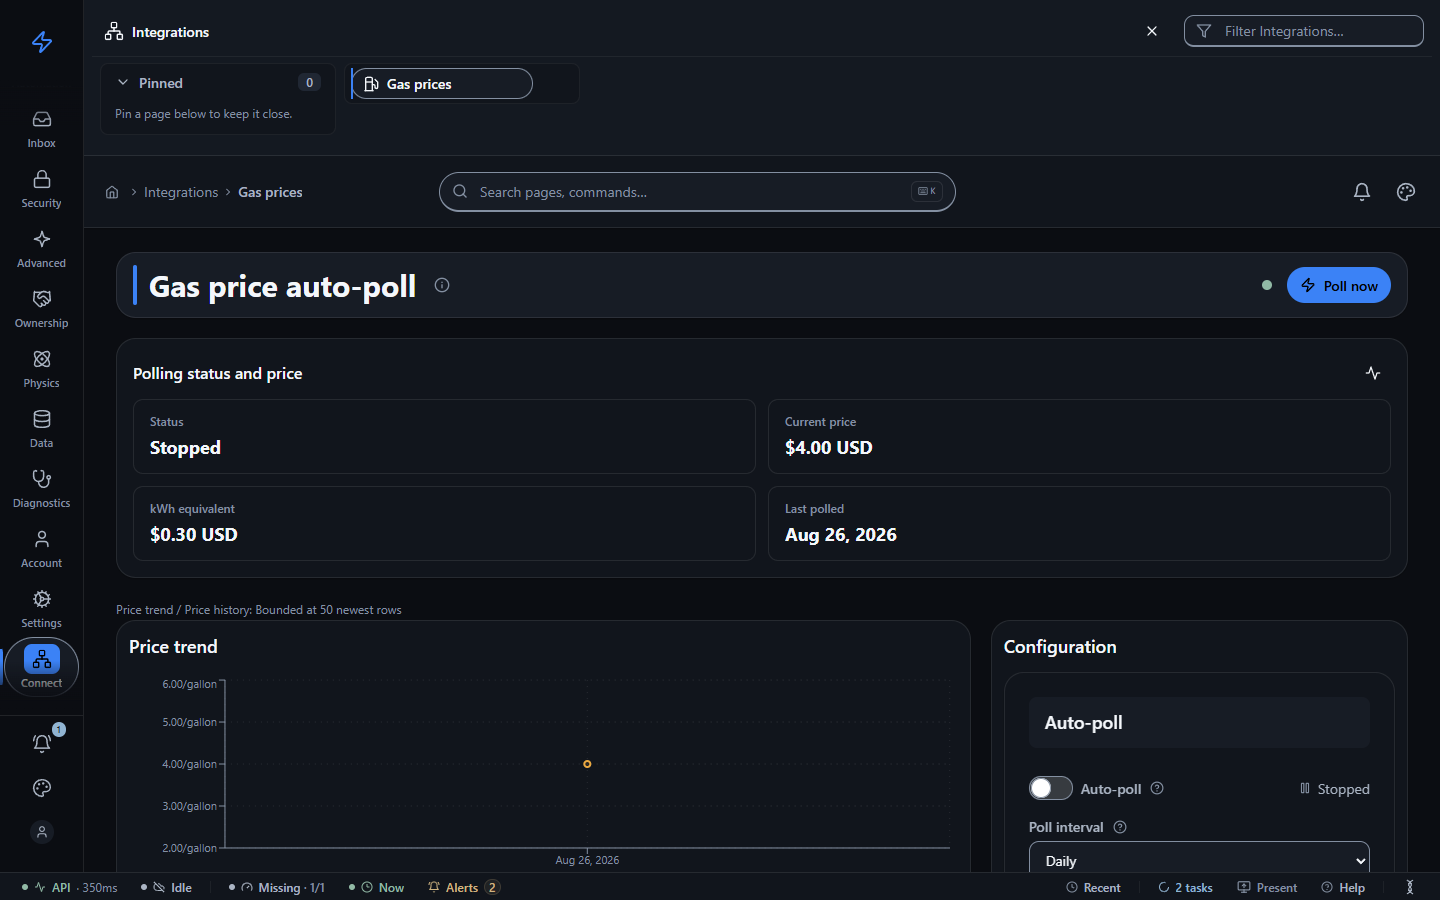 Integrations
Filter Integrations...
Pinned
0
Pin a page below to keep it close.
Gas prices
Inbox
Security
Advanced
Ownership
Physics
Data
Diagnostics
Account
Settings
Connect
1
Integrations
Gas prices
Search pages, commands...
K
Gas price auto-poll
Poll now
Polling status and price
Status
Stopped
Current price
$4.00 USD
kWh equivalent
$0.30 USD
Last polled
Aug 26, 2026
Price trend / Price history: Bounded at 50 newest rows
Price trend
6.00/gallon
5.00/gallon
4.00/gallon
3.00/gallon
2.00/gallon
Aug 26, 2026
Configuration
Auto-poll
Auto-poll
Stopped
Poll interval
Daily
API · 350ms
Idle
Missing · 1/1
Now
Alerts 2
Recent
2 tasks
Present
Help